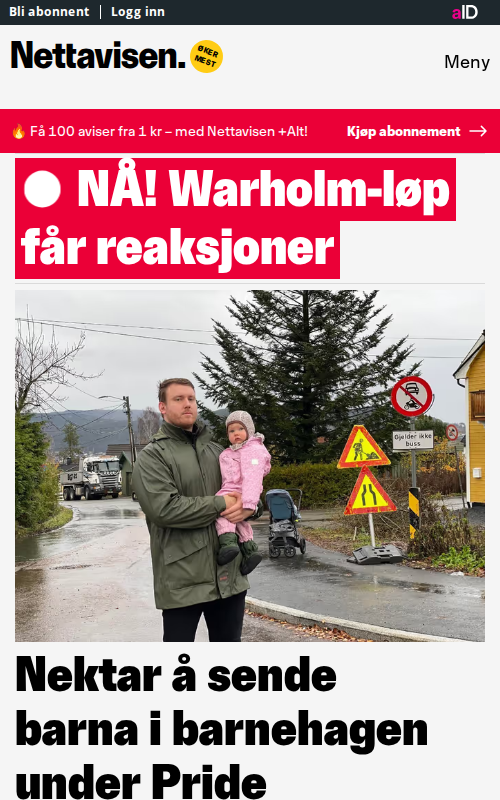 Bli abonnent | Logg inn
aID
Nettavisen.
ØKER
MEST
Meny
🔥 Få 100 aviser fra 1 kr – med Nettavisen +Alt!
Kjøp abonnement →
NÅ! Warholm-løp
får reaksjoner
Gjelder ikke
buss
Nektar å sende
barna i barnehagen
under Pride